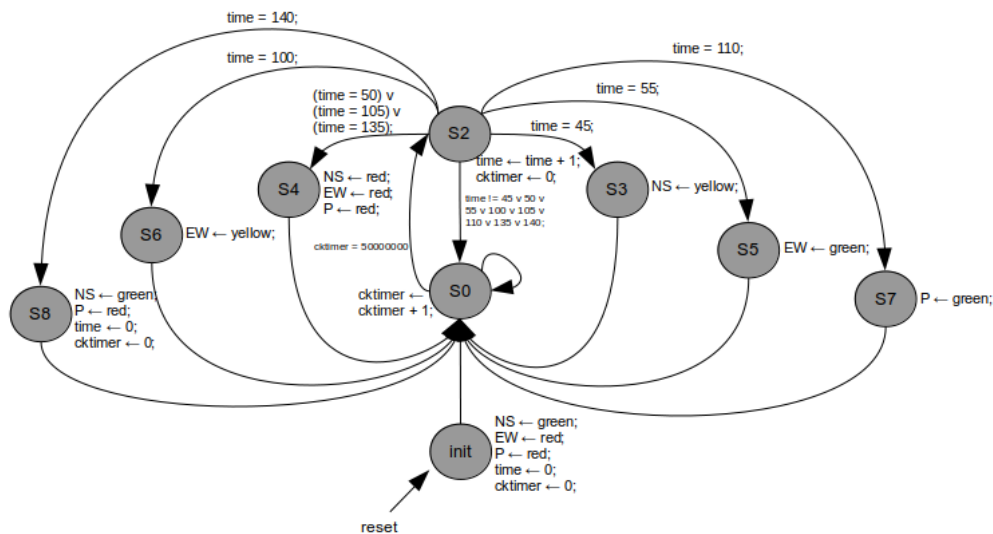 time = 140;
time = 100;
time = 110;
time = 55;
(time = 50) v
(time = 105) v
(time = 135);
time = 45;
S2
time ← time + 1;
cktimer ← 0;
S4
NS ← red;
EW ← red;
P ← red;
S3
NS ← yellow;
time != 45 v 50 v
55 v 100 v 105 v
110 v 135 v 140;
S6
EW ← yellow;
cktimer = 50000000
S5
EW ← green;
S8
NS ← green;
P ← red;
time ← 0;
cktimer ← 0;
S0
cktimer ←
cktimer + 1;
S7
P ← green;
init
NS ← green;
EW ← red;
P ← red;
time ← 0;
cktimer ← 0;
reset